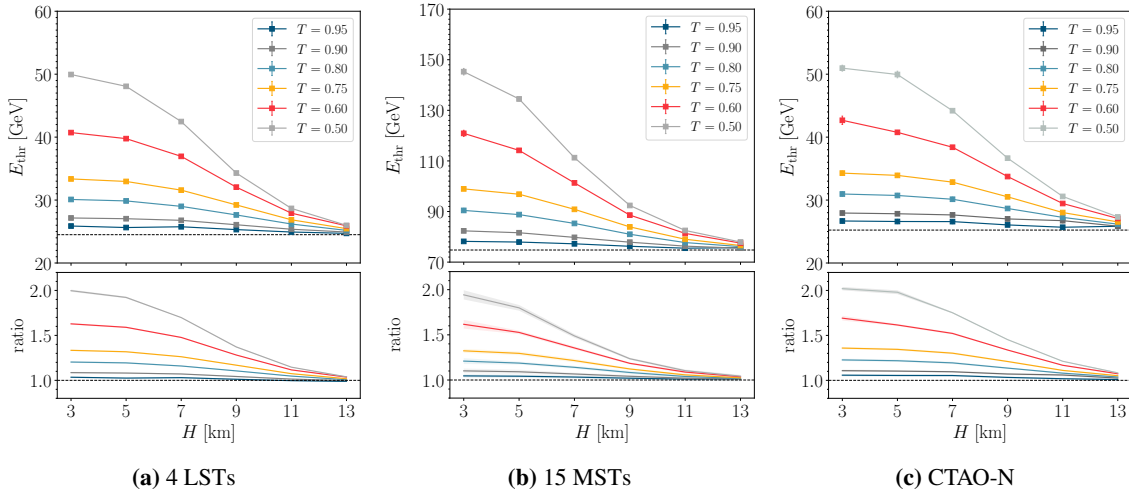 60
50
40
30
20
E_thr [GeV]
T = 0.95
T = 0.90
T = 0.80
T = 0.75
T = 0.60
T = 0.50
2.0
1.5
1.0
ratio
3 5 7 9 11 13
H [km]
(a) 4 LSTs
170
150
130
110
90
70
E_thr [GeV]
T = 0.95
T = 0.90
T = 0.80
T = 0.75
T = 0.60
T = 0.50
2.0
1.5
1.0
ratio
3 5 7 9 11 13
H [km]
(b) 15 MSTs
60
50
40
30
20
E_thr [GeV]
T = 0.95
T = 0.90
T = 0.80
T = 0.75
T = 0.60
T = 0.50
2.0
1.5
1.0
ratio
3 5 7 9 11 13
H [km]
(c) CTAO-N